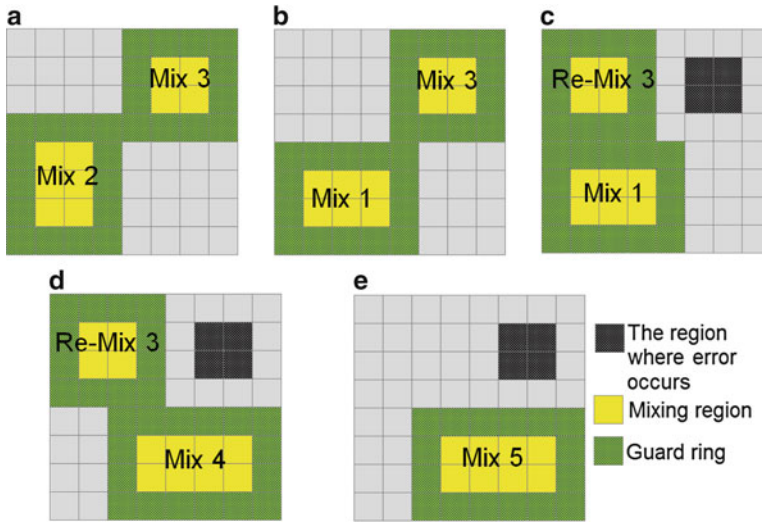 a
b
c
Mix 3
Mix 2
Mix 3
Mix 1
Re-Mix 3
Mix 1
d
e
Re-Mix 3
Mix 4
Mix 5
The region
where error
occurs
Mixing region
Guard ring